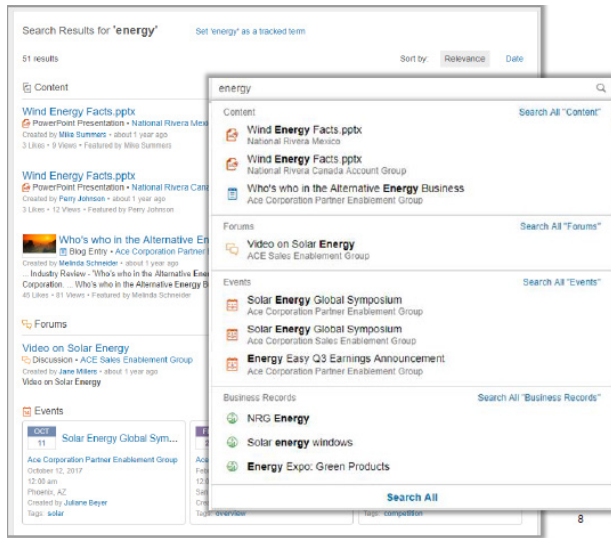 Search Results for 'energy'
Set 'energy' as a tracked term
51 results
Sort by: Relevance Date
Content
Wind Energy Facts.pptx
PowerPoint Presentation • National Rivera
Created by Mike Summers - about 1 year ago
3 Likes • 9 Views • Featured by Mike Summers
Wind Energy Facts.pptx
PowerPoint Presentation • National Rivera
Created by Perry Johnson - about 1 year ago
3 Likes • 12 Views • Featured by Perry Johnson
Who's who in the Alternative En
Blog Entry • Ace Corporation Partner
Created by Melinda Schneider - about 1 year ago
... Industry Review - 'Who's who in the Alternative
Corporation. ... Who's who in the Alternative Energy B
45 Likes • 81 Views • Featured by Melinda Schneider
Forums
Video on Solar Energy
Discussion • ACE Sales Enablement Group
Created by Jane Millers - about 1 year ago
Video on Solar Energy
Events
OCT
11
Solar Energy Global Sym...
Ace Corporation Partner Enablement Group
October 12, 2017
12:00 am
Phoenix, AZ
Created by Juliane Beyer
Tags: solar
Tags: overview
Tags: competition
energy
Content
Search All "Content"
Wind Energy Facts.pptx
National Rivera Mexico
Wind Energy Facts.pptx
National Rivera Canada Account Group
Who's who in the Alternative Energy Business
Ace Corporation Partner Enablement Group
Forums
Search All "Forums"
Video on Solar Energy
ACE Sales Enablement Group
Events
Search All "Events"
Solar Energy Global Symposium
Ace Corporation Partner Enablement Group
Solar Energy Global Symposium
Ace Corporation Sales Enablement Group
Energy Easy Q3 Earnings Announcement
Ace Corporation Partner Enablement Group
Business Records
Search All "Business Records"
NRG Energy
Solar energy windows
Energy Expo: Green Products
Search All
8